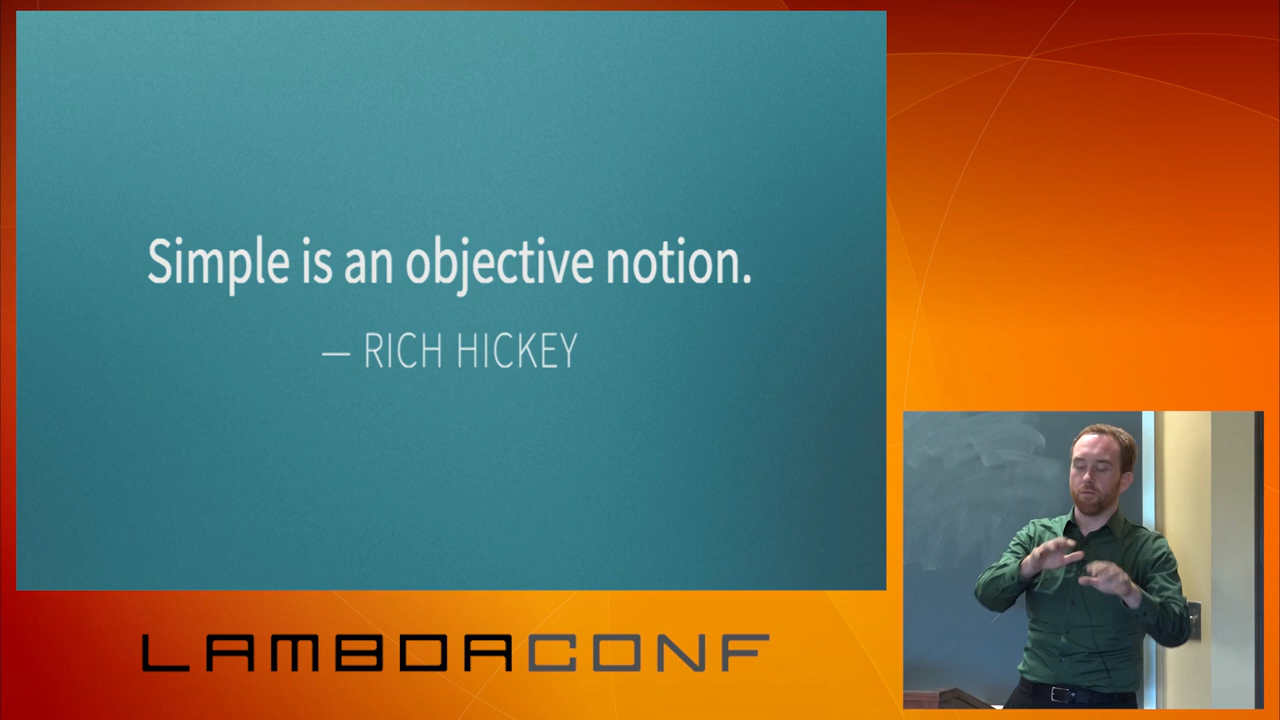 Simple is an objective notion.
— RICH HICKEY
LAMBDACONF